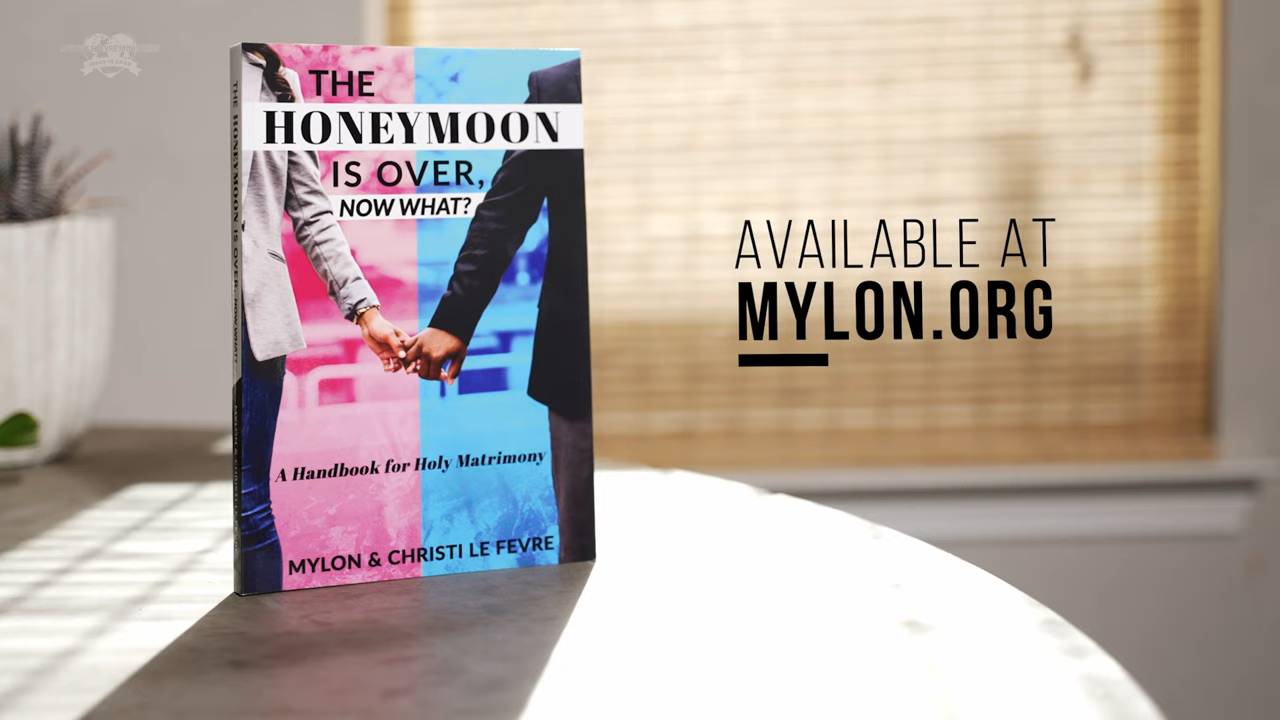 THE
HONEYMOON
IS OVER,
NOW WHAT?
A Handbook for Holy Matrimony
MYLON & CHRISTI LE FEVRE
THE HONEYMOON IS OVER, NOW WHAT?
AVAILABLE AT
MYLON.ORG